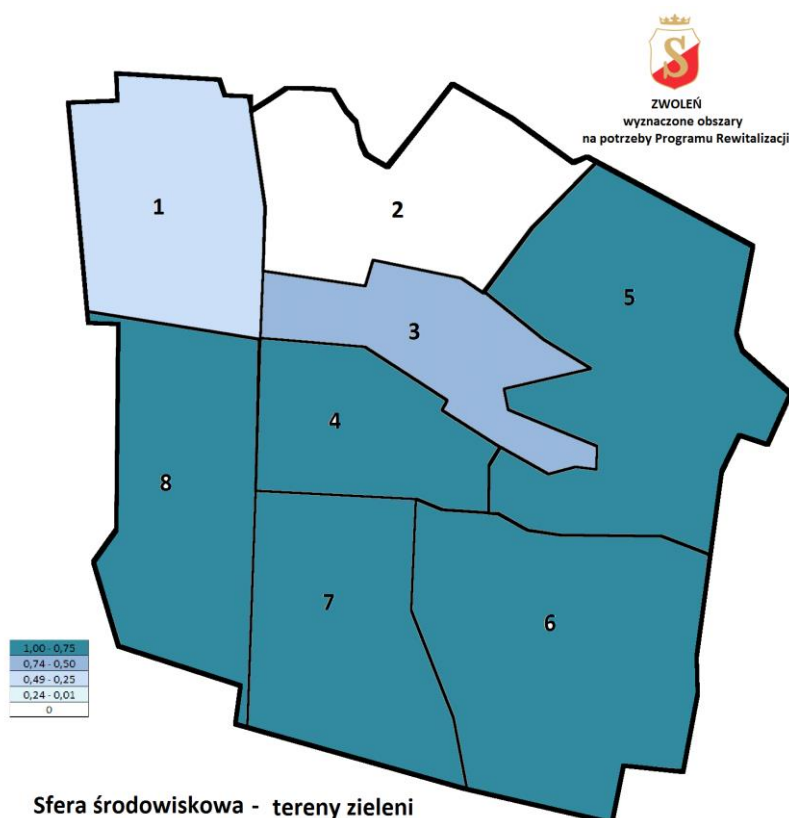 S
ZWOLEŃ
wyznaczone obszary
na potrzeby Programu Rewitalizacji
1
2
5
3
4
8
7
6
1,00 - 0,75
0,74 - 0,50
0,49 - 0,25
0,24 - 0,01
0
Sfera środowiskowa - tereny zieleni